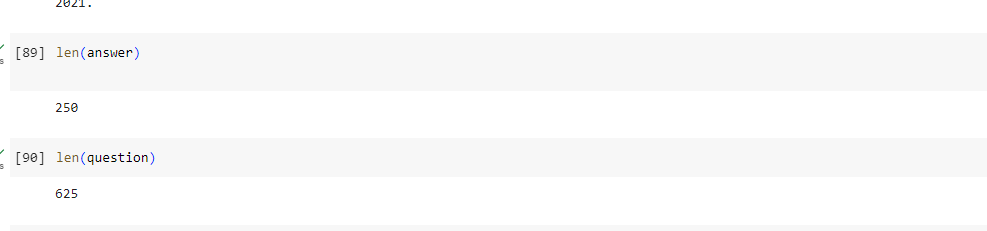 2021.
[89] len(answer)
s
250
[90] len(question)
s
625